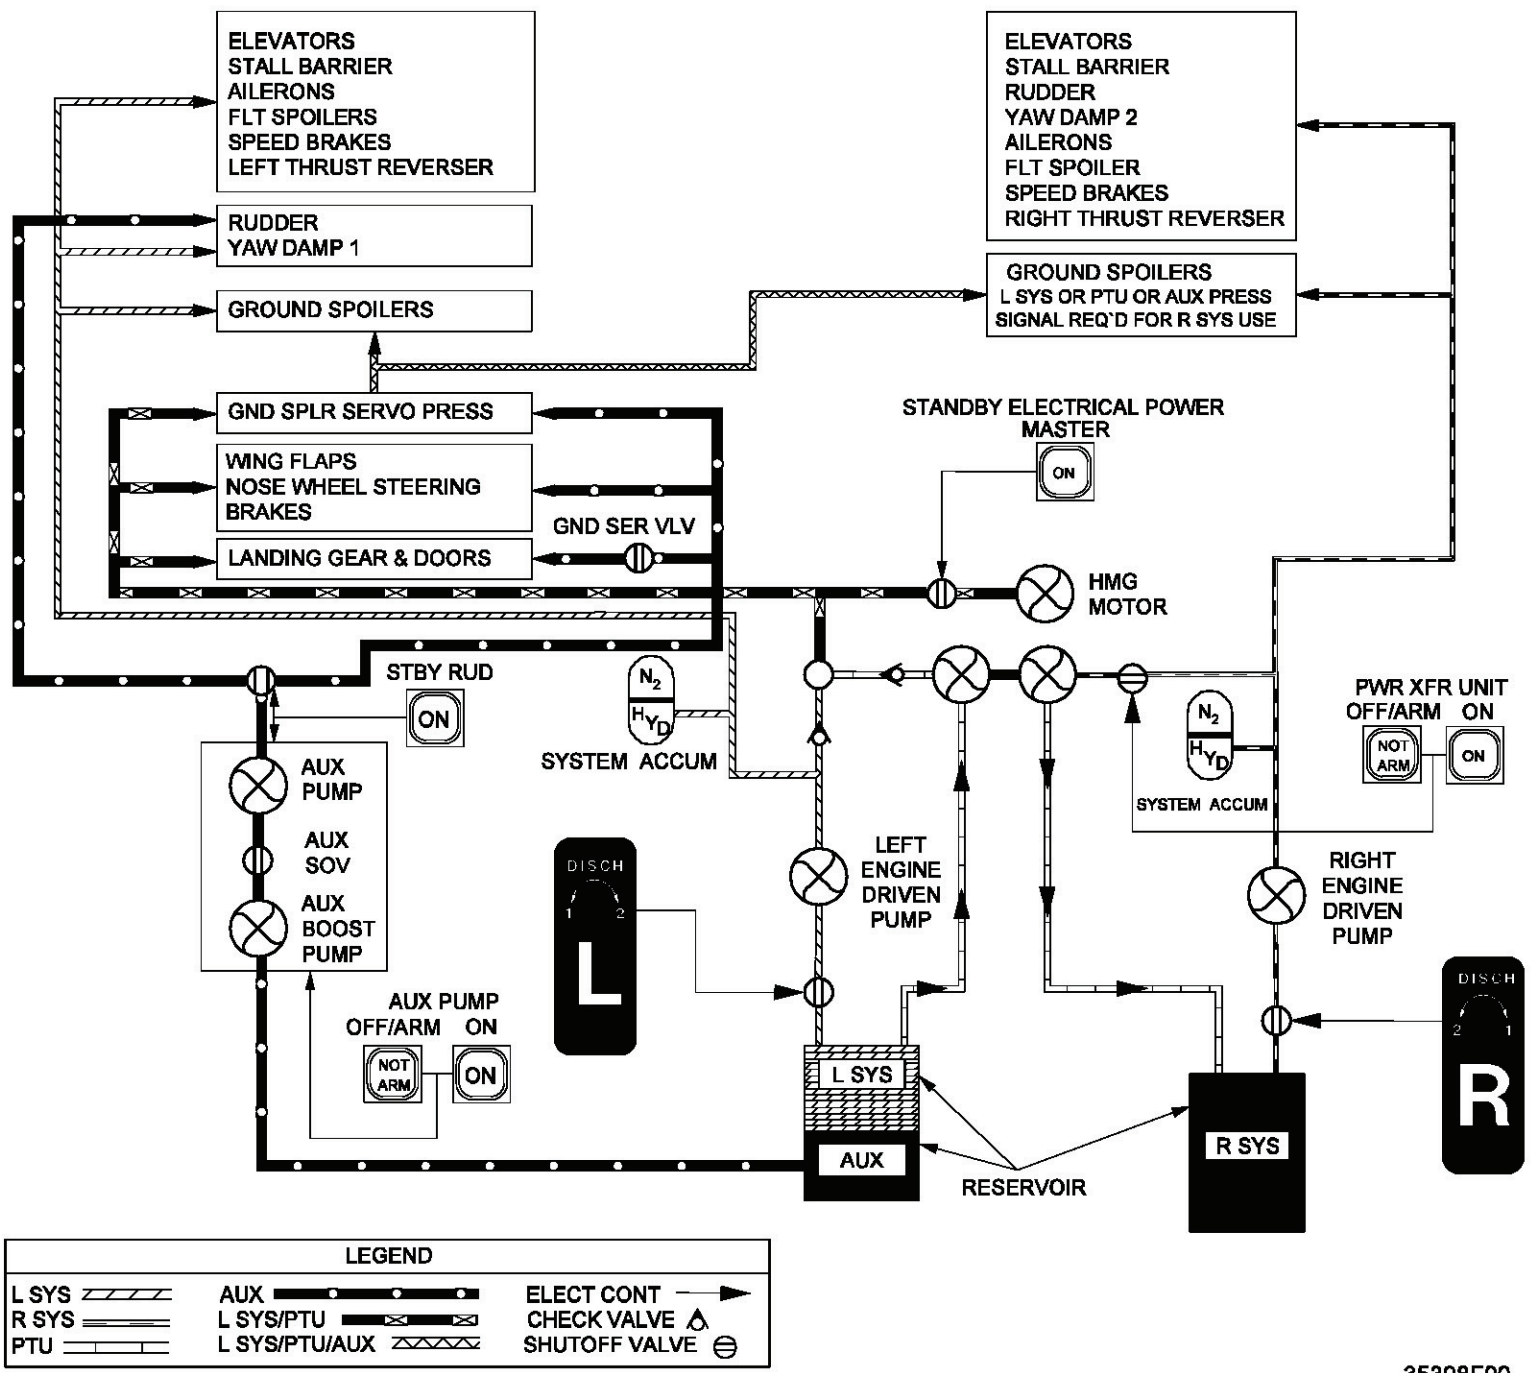 ELEVATORS
STALL BARRIER
AILERONS
FLT SPOILERS
SPEED BRAKES
LEFT THRUST REVERSER
RUDDER
YAW DAMP 1
GROUND SPOILERS
GND SPLR SERVO PRESS
WING FLAPS
NOSE WHEEL STEERING
BRAKES
GND SER VLV
LANDING GEAR & DOORS
ELEVATORS
STALL BARRIER
RUDDER
YAW DAMP 2
AILERONS
FLT SPOILER
SPEED BRAKES
RIGHT THRUST REVERSER
GROUND SPOILERS
L SYS OR PTU OR AUX PRESS
SIGNAL REQ`D FOR R SYS USE
STANDBY ELECTRICAL POWER
MASTER
ON
HMG
MOTOR
STBY RUD
ON
N2
HYD
SYSTEM ACCUM
N2
HYD
SYSTEM ACCUM
PWR XFR UNIT
OFF/ARM ON
NOT
ARM
ON
AUX
PUMP
AUX
SOV
AUX
BOOST
PUMP
AUX PUMP
OFF/ARM ON
NOT
ARM
ON
DISCH
1 2
L
LEFT
ENGINE
DRIVEN
PUMP
RIGHT
ENGINE
DRIVEN
PUMP
DISCH
2 1
R
L SYS
AUX
R SYS
RESERVOIR
LEGEND
L SYS AUX ELECT CONT
R SYS L SYS/PTU CHECK VALVE
PTU L SYS/PTU/AUX SHUTOFF VALVE